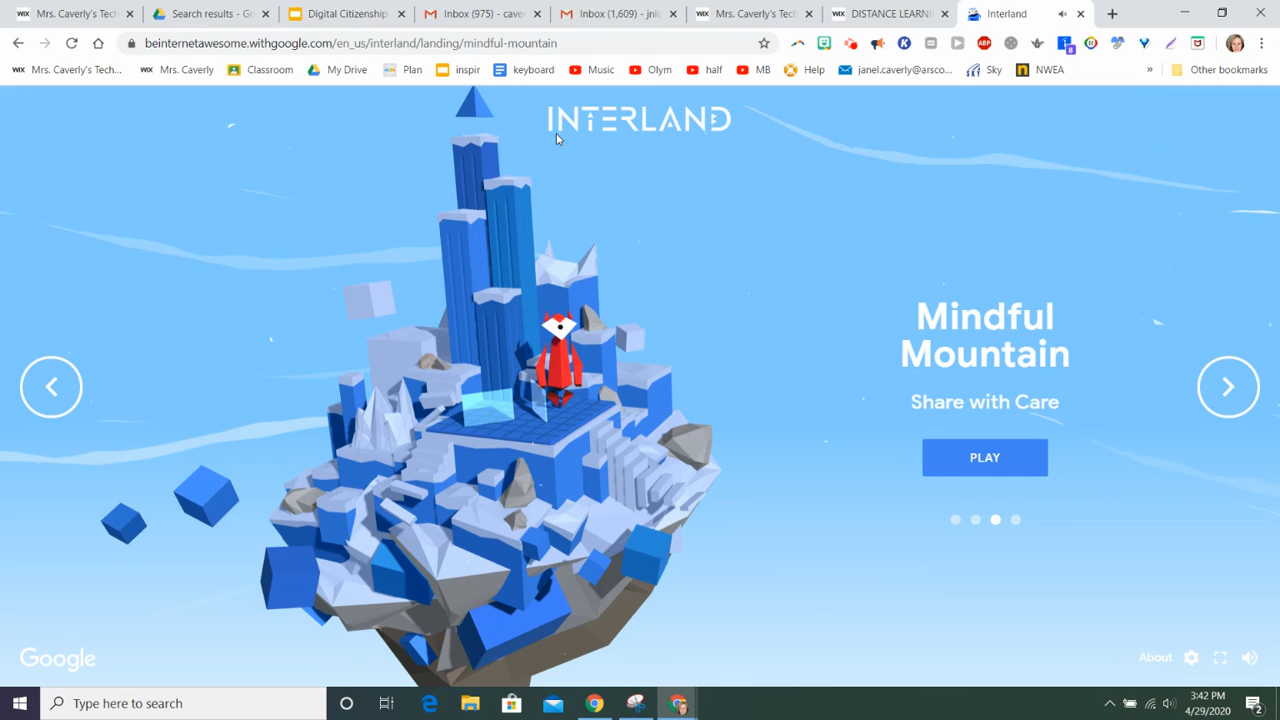 Mrs. Caverly's Tech
Search results - Go
Digital Citizenship
Inbox (975) - caver
Inbox (1,609) - jnlc
Mrs. Caverly's Tech
DISTANCE LEARNI
Interland
beinternetawesome.withgoogle.com/en_us/interland/landing/mindful-mountain
Mrs. Caverly's Tech...
Mrs. Caverly
Classroom
My Drive
Plan
inspir
keyboard
Music
Olym
half
MB
Help
janel.caverly@arsco...
Sky
NWEA
»
Other bookmarks
INTERLAND
Mindful
Mountain
Share with Care
PLAY
Google
About
Type here to search
3:42 PM
4/29/2020
2